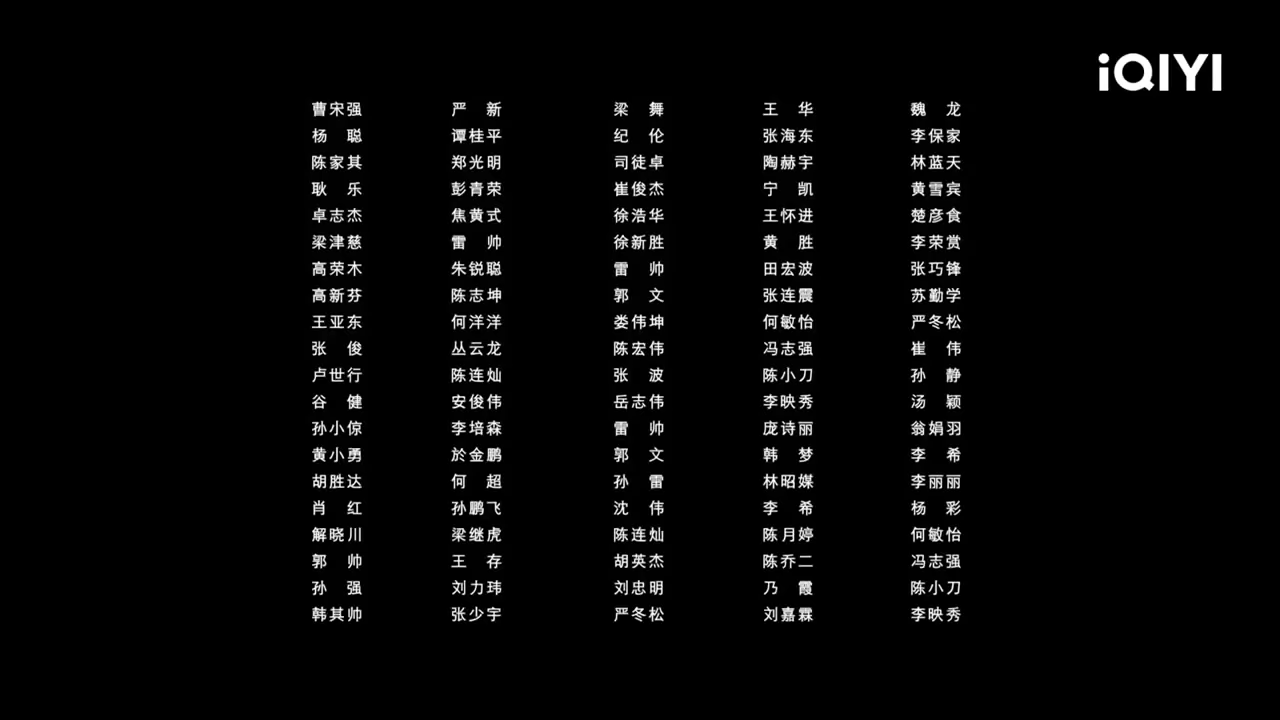 iQIYI
曹宋强 严 新 梁 舞 王 华 魏 龙
杨 聪 谭桂平 纪 伦 张海东 李保家
陈家其 郑光明 司徒卓 陶赫宇 林蓝天
耿 乐 彭青荣 崔俊杰 宁 凯 黄雪宾
卓志杰 焦黄式 徐浩华 王怀进 楚彦食
梁津慈 雷 帅 徐新胜 黄 胜 李荣赏
高荣木 朱锐聪 雷 帅 田宏波 张巧锋
高新芬 陈志坤 郭 文 张连震 苏勤学
王亚东 何洋洋 娄伟坤 何敏怡 严冬松
张 俊 丛云龙 陈宏伟 冯志强 崔 伟
卢世行 陈连灿 张 波 陈小刀 孙 静
谷 健 安俊伟 岳志伟 李映秀 汤 颖
孙小惊 李培森 雷 帅 庞诗丽 翁娟羽
黄小勇 於金鹏 郭 文 韩 梦 李 希
胡胜达 何 超 孙 雷 林昭媒 李丽丽
肖 红 孙鹏飞 沈 伟 李 希 杨 彩
解晓川 梁继虎 陈连灿 陈月婷 何敏怡
郭 帅 王 存 胡英杰 陈乔二 冯志强
孙 强 刘力玮 刘忠明 乃 霞 陈小刀
韩其帅 张少宇 严冬松 刘嘉霖 李映秀